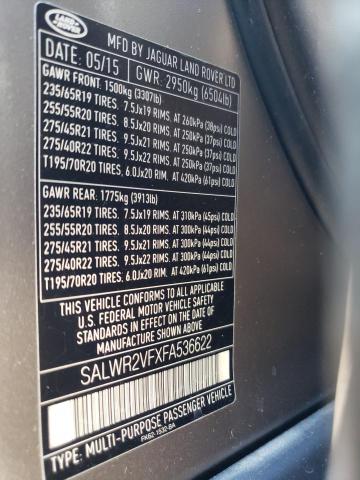 LAND ROVER
MFD BY JAGUAR LAND ROVER LTD
DATE: 05/15 GWR: 2950kg (6504lb)
GAWR FRONT: 1500kg (3307lb)
235/65R19 TIRES, 7.5Jx19 RIMS, AT 260kPa (38psi) COLD
255/55R20 TIRES, 8.5Jx20 RIMS, AT 250kPa (37psi) COLD
275/45R21 TIRES, 9.5Jx21 RIMS, AT 250kPa (37psi) COLD
275/40R22 TIRES, 9.5Jx22 RIMS, AT 250kPa (37psi) COLD
T195/70R20 TIRES, 6.0Jx20 RIM, AT 420kPa (61psi) COLD
GAWR REAR: 1775kg (3913lb)
235/65R19 TIRES, 7.5Jx19 RIMS, AT 310kPa (45psi) COLD
255/55R20 TIRES, 8.5Jx20 RIMS, AT 300kPa (44psi) COLD
275/45R21 TIRES, 9.5Jx21 RIMS, AT 300kPa (44psi) COLD
275/40R22 TIRES, 9.5Jx22 RIMS, AT 300kPa (44psi) COLD
T195/70R20 TIRES, 6.0Jx20 RIM, AT 420kPa (61psi) COLD
THIS VEHICLE CONFORMS TO ALL APPLICABLE
U.S. FEDERAL MOTOR VEHICLE SAFETY
STANDARDS IN EFFECT ON THE DATE OF
MANUFACTURE SHOWN ABOVE
SALWR2VFXFA536622
TYPE: MULTI-PURPOSE PASSENGER VEHICLE
FK62-1532-BA